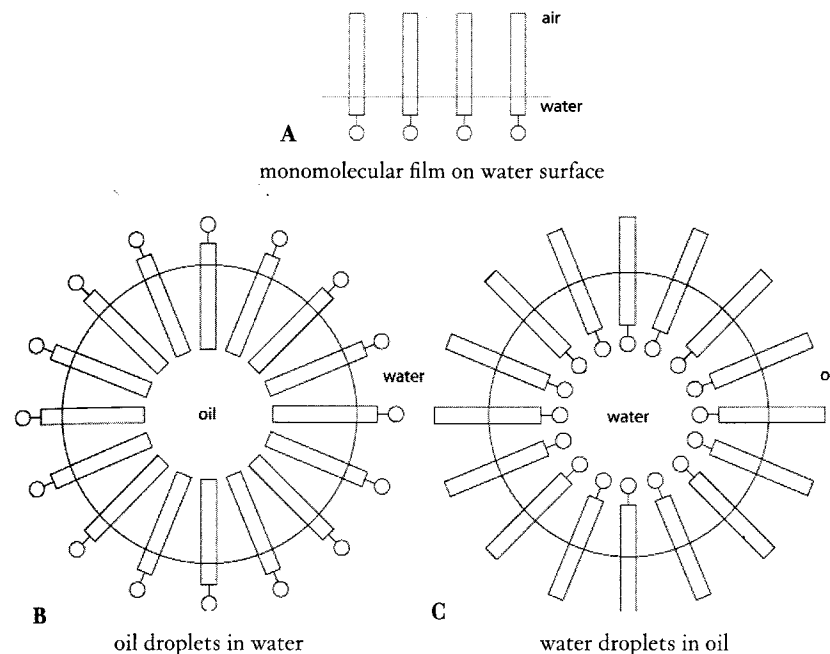 air
water
A
monomolecular film on water surface
water
oil
water
o
B
C
oil droplets in water
water droplets in oil